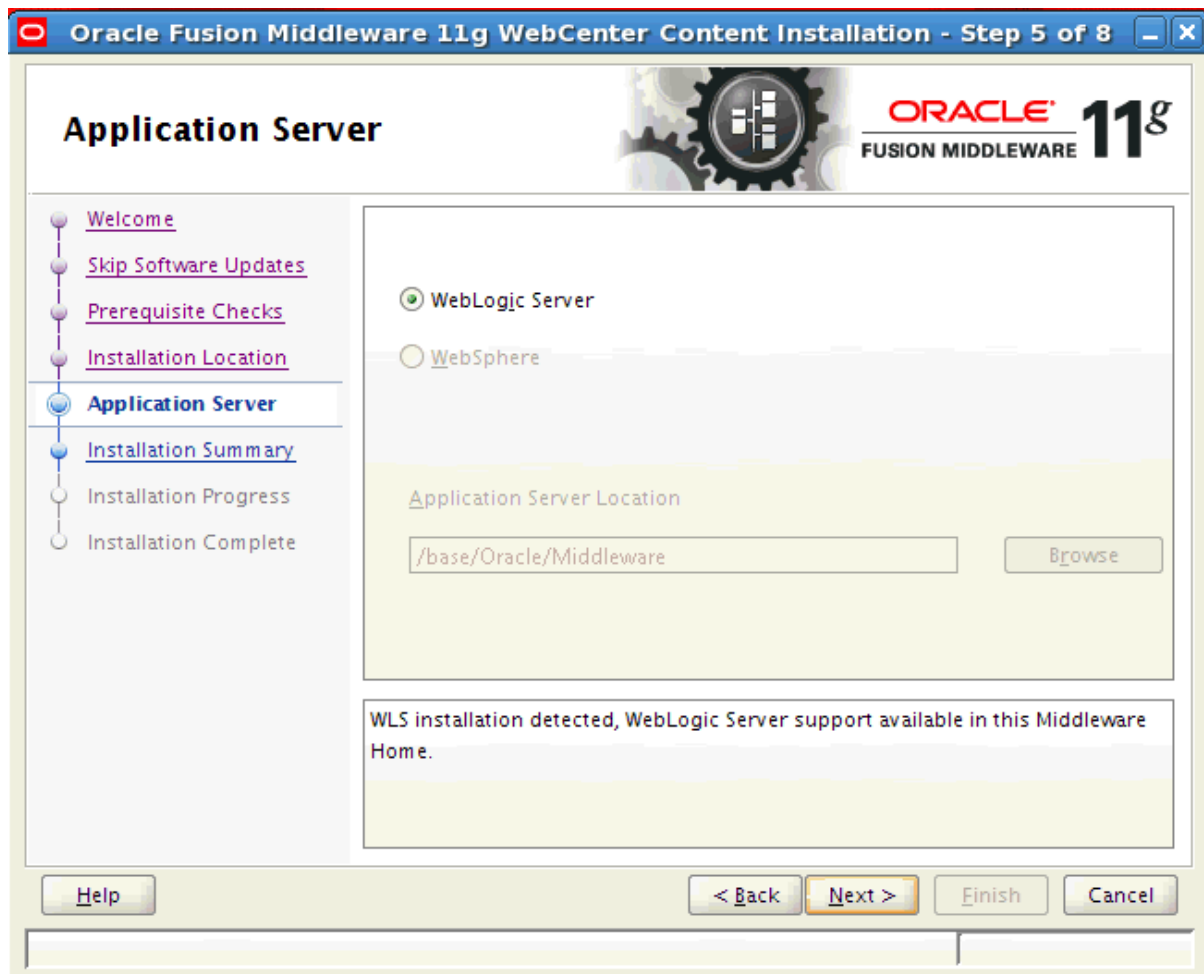 Oracle Fusion Middleware 11g WebCenter Content Installation - Step 5 of 8
Application Server
ORACLE
FUSION MIDDLEWARE
11g
Welcome
Skip Software Updates
Prerequisite Checks
Installation Location
Application Server
Installation Summary
Installation Progress
Installation Complete
WebLogic Server
WebSphere
Application Server Location
/base/Oracle/Middleware
Browse
WLS installation detected, WebLogic Server support available in this Middleware
Home.
Help
< Back
Next >
Finish
Cancel